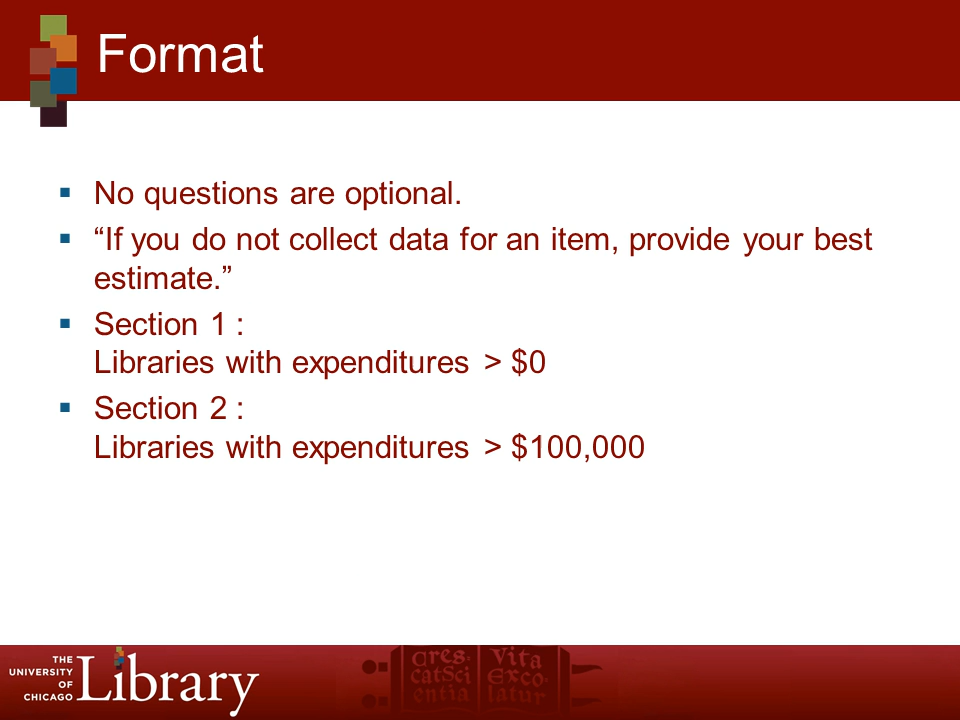 Format
No questions are optional.
“If you do not collect data for an item, provide your best
estimate.”
Section 1 :
Libraries with expenditures > $0
Section 2 :
Libraries with expenditures > $100,000
THE
UNIVERSITY
OF
CHICAGO
Library
Cres.
catSci
entia
Vita
Exco
latur